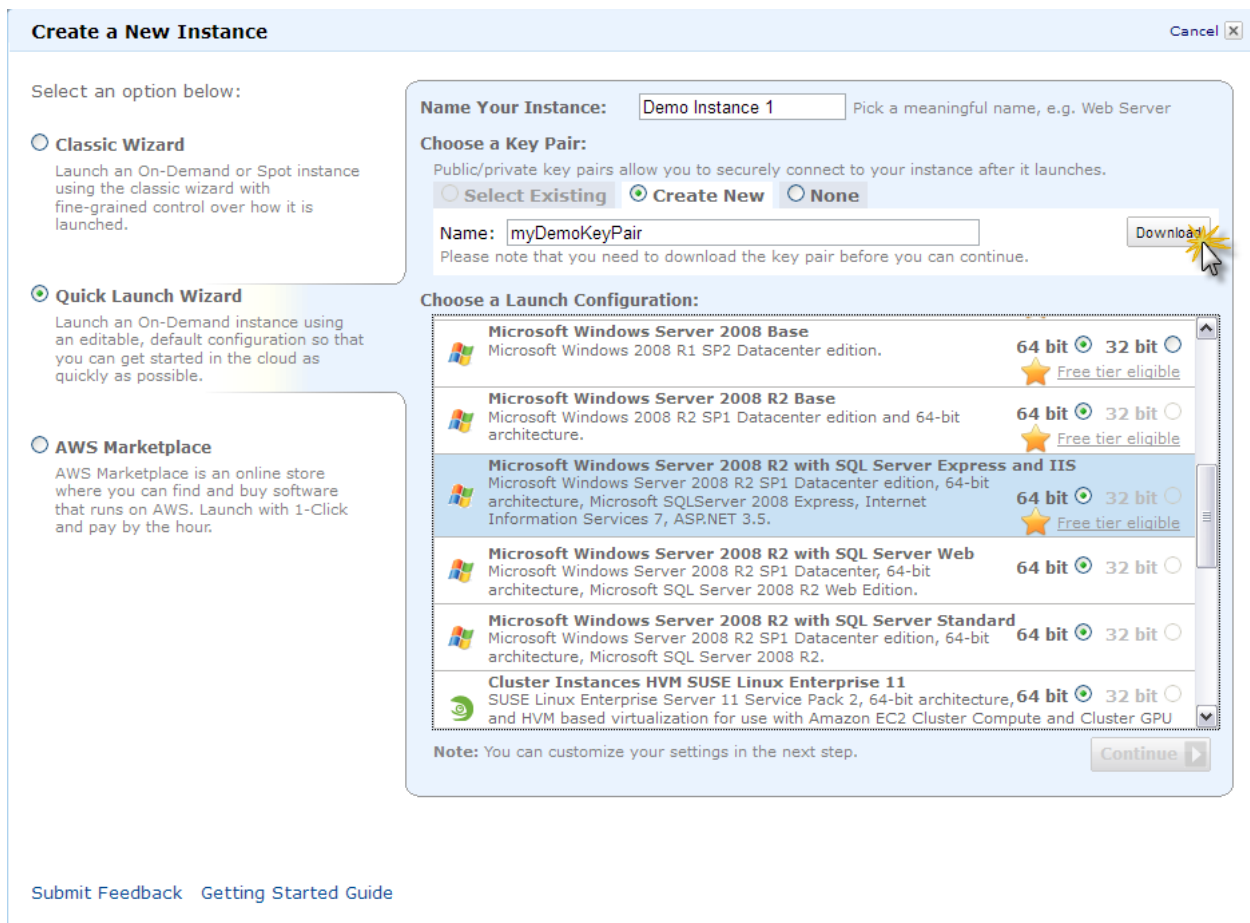 Create a New Instance
Cancel
Select an option below:
Classic Wizard
Launch an On-Demand or Spot instance
using the classic wizard with
fine-grained control over how it is
launched.
Quick Launch Wizard
Launch an On-Demand instance using
an editable, default configuration so that
you can get started in the cloud as
quickly as possible.
AWS Marketplace
AWS Marketplace is an online store
where you can find and buy software
that runs on AWS. Launch with 1-Click
and pay by the hour.
Name Your Instance: Demo Instance 1 Pick a meaningful name, e.g. Web Server
Choose a Key Pair:
Public/private key pairs allow you to securely connect to your instance after it launches.
Select Existing Create New None
Name: myDemoKeyPair Download
Please note that you need to download the key pair before you can continue.
Choose a Launch Configuration:
Microsoft Windows Server 2008 Base
Microsoft Windows 2008 R1 SP2 Datacenter edition.
64 bit 32 bit
Free tier eligible
Microsoft Windows Server 2008 R2 Base
Microsoft Windows 2008 R2 SP1 Datacenter edition and 64-bit
architecture.
64 bit 32 bit
Free tier eligible
Microsoft Windows Server 2008 R2 with SQL Server Express and IIS
Microsoft Windows Server 2008 R2 SP1 Datacenter edition, 64-bit
architecture, Microsoft SQLServer 2008 Express, Internet
Information Services 7, ASP.NET 3.5.
64 bit 32 bit
Free tier eligible
Microsoft Windows Server 2008 R2 with SQL Server Web
Microsoft Windows Server 2008 R2 SP1 Datacenter, 64-bit
architecture, Microsoft SQL Server 2008 R2 Web Edition.
64 bit 32 bit
Microsoft Windows Server 2008 R2 with SQL Server Standard
Microsoft Windows Server 2008 R2 SP1 Datacenter edition, 64-bit
architecture, Microsoft SQL Server 2008 R2.
64 bit 32 bit
Cluster Instances HVM SUSE Linux Enterprise 11
SUSE Linux Enterprise Server 11 Service Pack 2, 64-bit architecture,
and HVM based virtualization for use with Amazon EC2 Cluster Compute and Cluster GPU
64 bit 32 bit
Note: You can customize your settings in the next step.
Continue
Submit Feedback Getting Started Guide